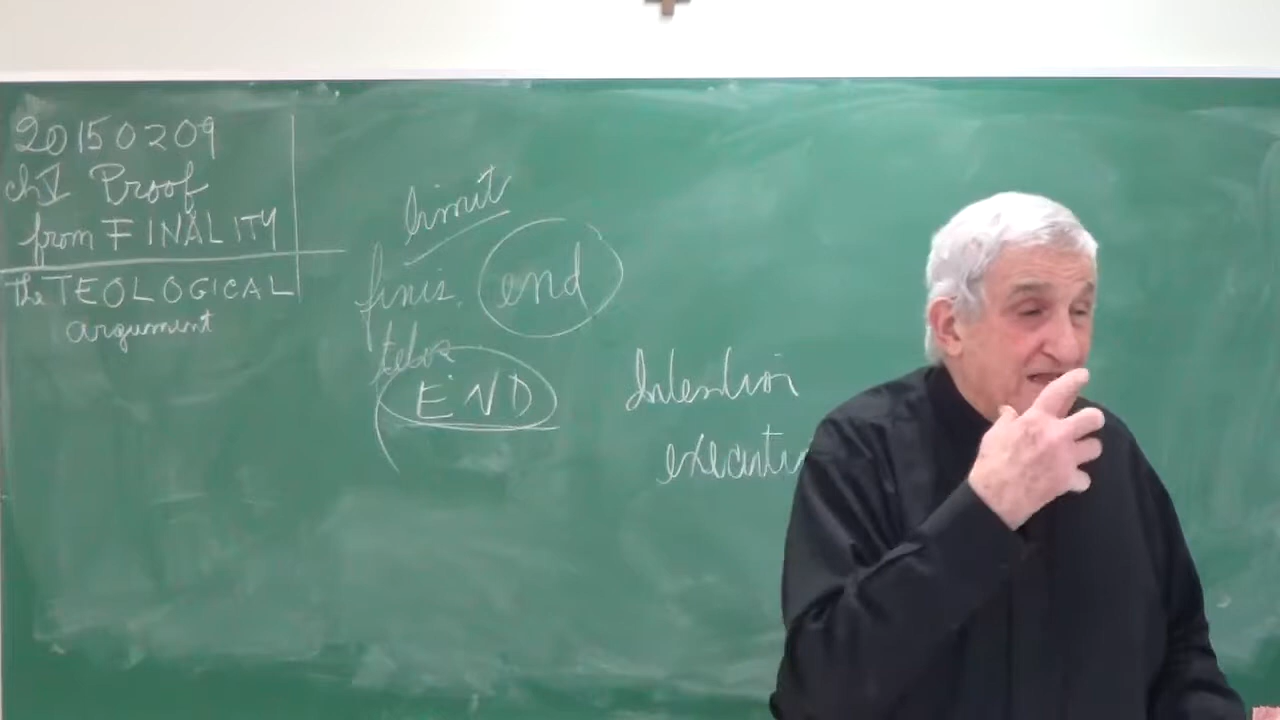 20150209
ch V Proof
from FINALITY
the TEOLOGICAL
argument
limit
finis. end
telos
END
Intention
executi